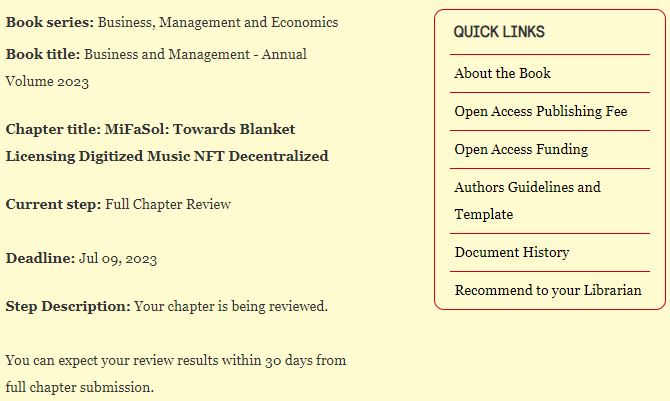 Book series: Business, Management and Economics
Book title: Business and Management - Annual
Volume 2023
Chapter title: MiFaSol: Towards Blanket
Licensing Digitized Music NFT Decentralized
Current step: Full Chapter Review
Deadline: Jul 09, 2023
Step Description: Your chapter is being reviewed.
You can expect your review results within 30 days from
full chapter submission.
QUICK LINKS
About the Book
Open Access Publishing Fee
Open Access Funding
Authors Guidelines and
Template
Document History
Recommend to your Librarian